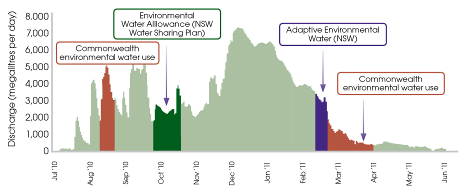 Environmental
Water Alllowance (NSW
Water Sharing Plan)
Commonwealth
environmental water use
Adaptive Environmental
Water (NSW)
Commonwealth
environmental water use
Discharge (megalitres per day)
8,000
7,000
6,000
5,000
4,000
3,000
2,000
1,000
0
Jul '10
Aug '10
Sep '10
Oct '10
Nov '10
Dec '10
Jan '11
Feb '11
Mar '11
Apr '11
May '11
Jun '11